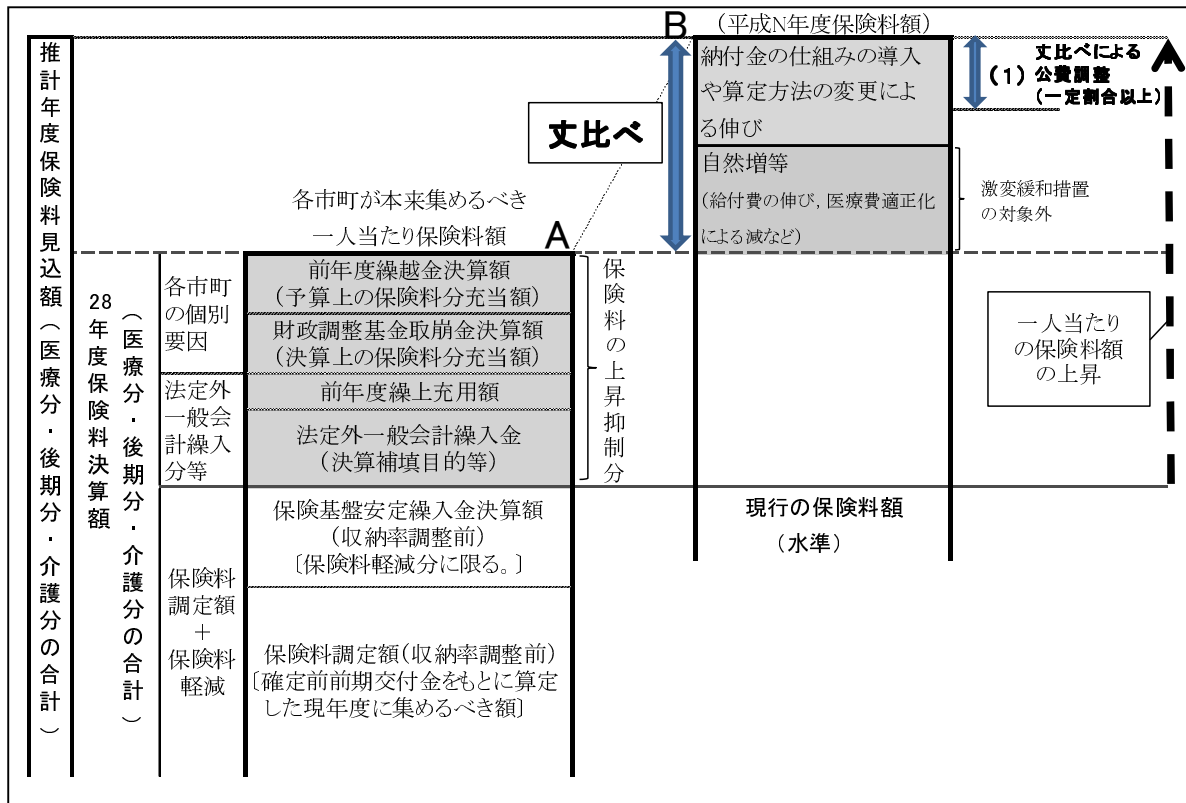 推計年度保険料見込額（医療分・後期分・介護分の合計）
28年度保険料決算額
（医療分・後期分・介護分の合計）
各市町
の個別
要因
法定外
一般会
計繰入
分等
保険料
調定額
＋
保険料
軽減
各市町が本来集めるべき
一人当たり保険料額
A
前年度繰越金決算額
（予算上の保険料分充当額）
財政調整基金取崩金決算額
（決算上の保険料分充当額）
前年度繰上充用額
法定外一般会計繰入金
（決算補填目的等）
保険基盤安定繰入金決算額
（収納率調整前）
〔保険料軽減分に限る。〕
保険料調定額（収納率調整前）
〔確定前前期交付金をもとに算定
した現年度に集めるべき額〕
保険料の上昇抑制分
丈比べ
B
（平成N年度保険料額）
納付金の仕組みの導入
や算定方法の変更によ
る伸び
自然増等
（給付費の伸び，医療費適正化
による減など）
現行の保険料額
（水準）
（1）
丈比べによる
公費調整
（一定割合以上）
激変緩和措置
の対象外
一人当たり
の保険料額
の上昇